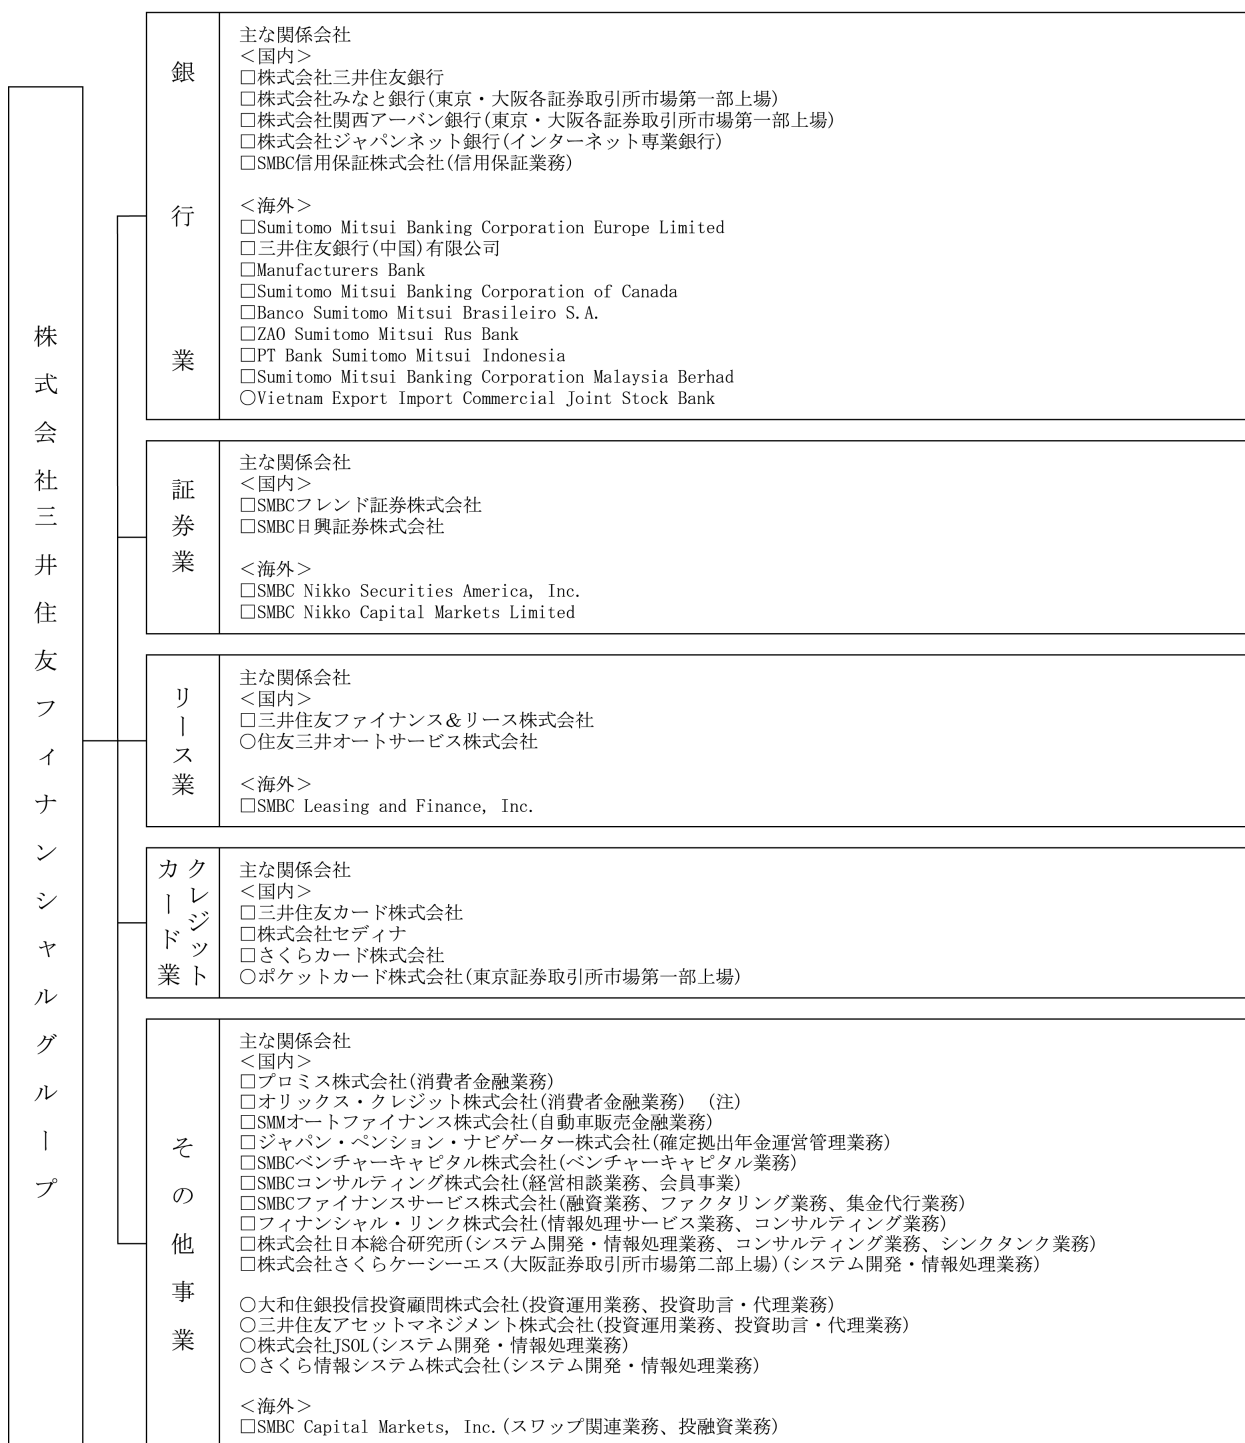 株式会社三井住友フィナンシャルグループ
銀行業
主な関係会社
＜国内＞
□株式会社三井住友銀行
□株式会社みなと銀行(東京・大阪各証券取引所市場第一部上場)
□株式会社関西アーバン銀行(東京・大阪各証券取引所市場第一部上場)
□株式会社ジャパンネット銀行(インターネット専業銀行)
□SMBC信用保証株式会社(信用保証業務)
＜海外＞
□Sumitomo Mitsui Banking Corporation Europe Limited
□三井住友銀行(中国)有限公司
□Manufacturers Bank
□Sumitomo Mitsui Banking Corporation of Canada
□Banco Sumitomo Mitsui Brasileiro S.A.
□ZAO Sumitomo Mitsui Rus Bank
□PT Bank Sumitomo Mitsui Indonesia
□Sumitomo Mitsui Banking Corporation Malaysia Berhad
○Vietnam Export Import Commercial Joint Stock Bank
証券業
主な関係会社
＜国内＞
□SMBCフレンド証券株式会社
□SMBC日興証券株式会社
＜海外＞
□SMBC Nikko Securities America, Inc.
□SMBC Nikko Capital Markets Limited
リース業
主な関係会社
＜国内＞
□三井住友ファイナンス＆リース株式会社
○住友三井オートサービス株式会社
＜海外＞
□SMBC Leasing and Finance, Inc.
クレジット
カード業
主な関係会社
＜国内＞
□三井住友カード株式会社
□株式会社セディナ
□さくらカード株式会社
○ポケットカード株式会社(東京証券取引所市場第一部上場)
その他事業
主な関係会社
＜国内＞
□プロミス株式会社(消費者金融業務)
□オリックス・クレジット株式会社(消費者金融業務) (注)
□SMMオートファイナンス株式会社(自動車販売金融業務)
□ジャパン・ペンション・ナビゲーター株式会社(確定拠出年金運営管理業務)
□SMBCベンチャーキャピタル株式会社(ベンチャーキャピタル業務)
□SMBCコンサルティング株式会社(経営相談業務、会員事業)
□SMBCファイナンスサービス株式会社(融資業務、ファクタリング業務、集金代行業務)
□フィナンシャル・リンク株式会社(情報処理サービス業務、コンサルティング業務)
□株式会社日本総合研究所(システム開発・情報処理業務、コンサルティング業務、シンクタンク業務)
□株式会社さくらケーシーエス(大阪証券取引所市場第二部上場)(システム開発・情報処理業務)
○大和住銀投信投資顧問株式会社(投資運用業務、投資助言・代理業務)
○三井住友アセットマネジメント株式会社(投資運用業務、投資助言・代理業務)
○株式会社JSOL(システム開発・情報処理業務)
○さくら情報システム株式会社(システム開発・情報処理業務)
＜海外＞
□SMBC Capital Markets, Inc.(スワップ関連業務、投融資業務)